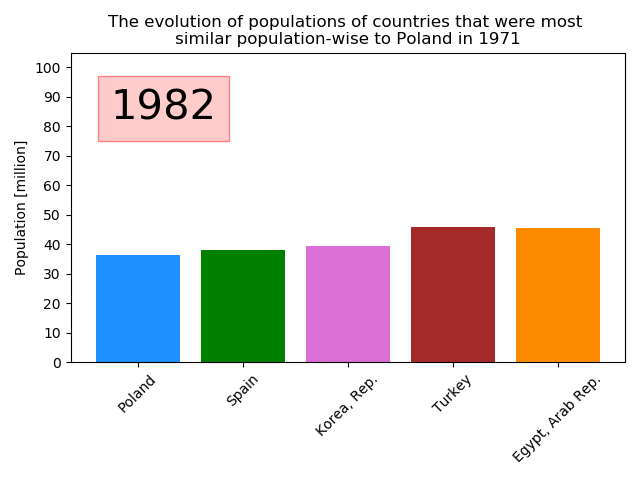 The evolution of populations of countries that were most
similar population-wise to Poland in 1971
1982
Population [million]
100
90
80
70
60
50
40
30
20
10
0
Poland
Spain
Korea, Rep.
Turkey
Egypt, Arab Rep.